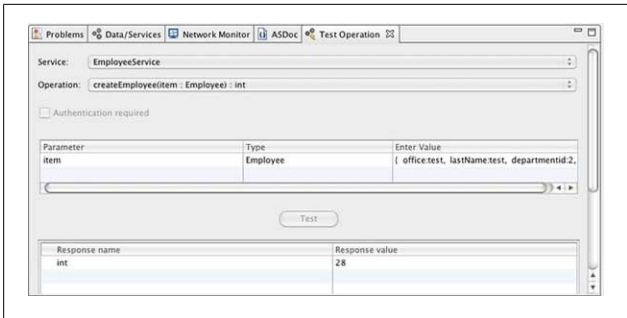 Problems Data/Services Network Monitor ASDoc Test Operation
Service: EmployeeService
Operation: createEmployee(item : Employee) : int
Authentication required
Parameter Type Enter Value
item Employee { office:test, lastName:test, departmentid:2,
Test
Response name Response value
int 28